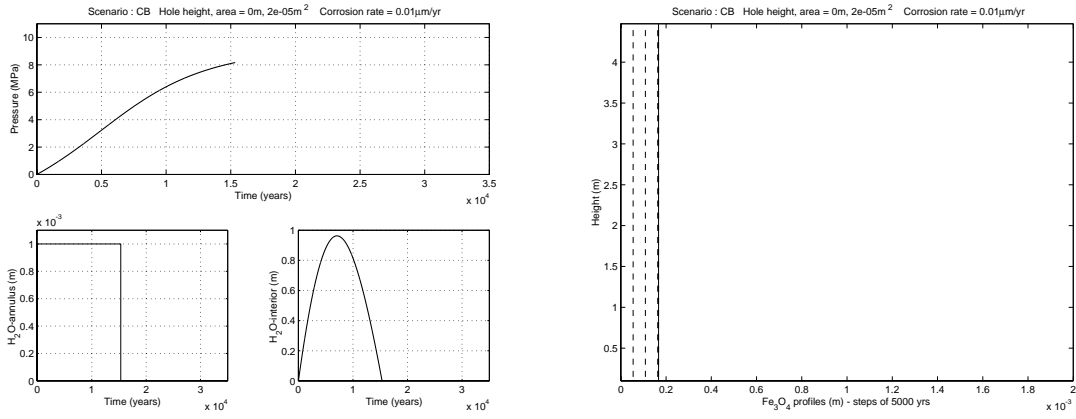 Scenario : CB Hole height, area = 0m, 2e-05m² Corrosion rate = 0.01μm/yr
10
8
6
4
2
0
Pressure (MPa)
0 0.5 1 1.5 2 2.5 3 3.5
Time (years)
x 10⁴
x 10⁻³
1
0.8
0.6
0.4
0.2
0
H₂O-annulus (m)
0 1 2 3
Time (years)
x 10⁴
1
0.8
0.6
0.4
0.2
0
H₂O-interior (m)
0 1 2 3
Time (years)
x 10⁴
Scenario : CB Hole height, area = 0m, 2e-05m² Corrosion rate = 0.01μm/yr
4
3.5
3
2.5
2
1.5
1
0.5
Height (m)
0 0.2 0.4 0.6 0.8 1 1.2 1.4 1.6 1.8 2
Fe₃O₄ profiles (m) - steps of 5000 yrs
x 10⁻³